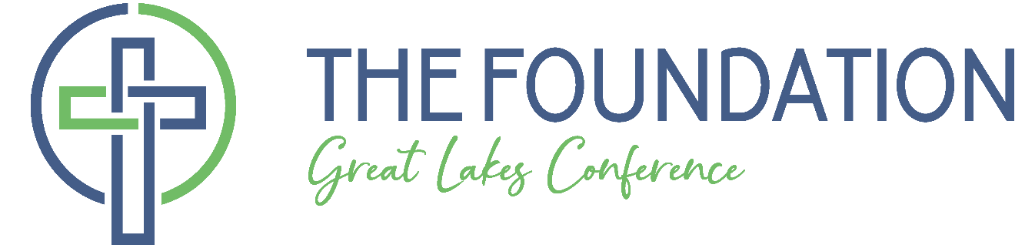 THE FOUNDATION
Great Lakes Conference